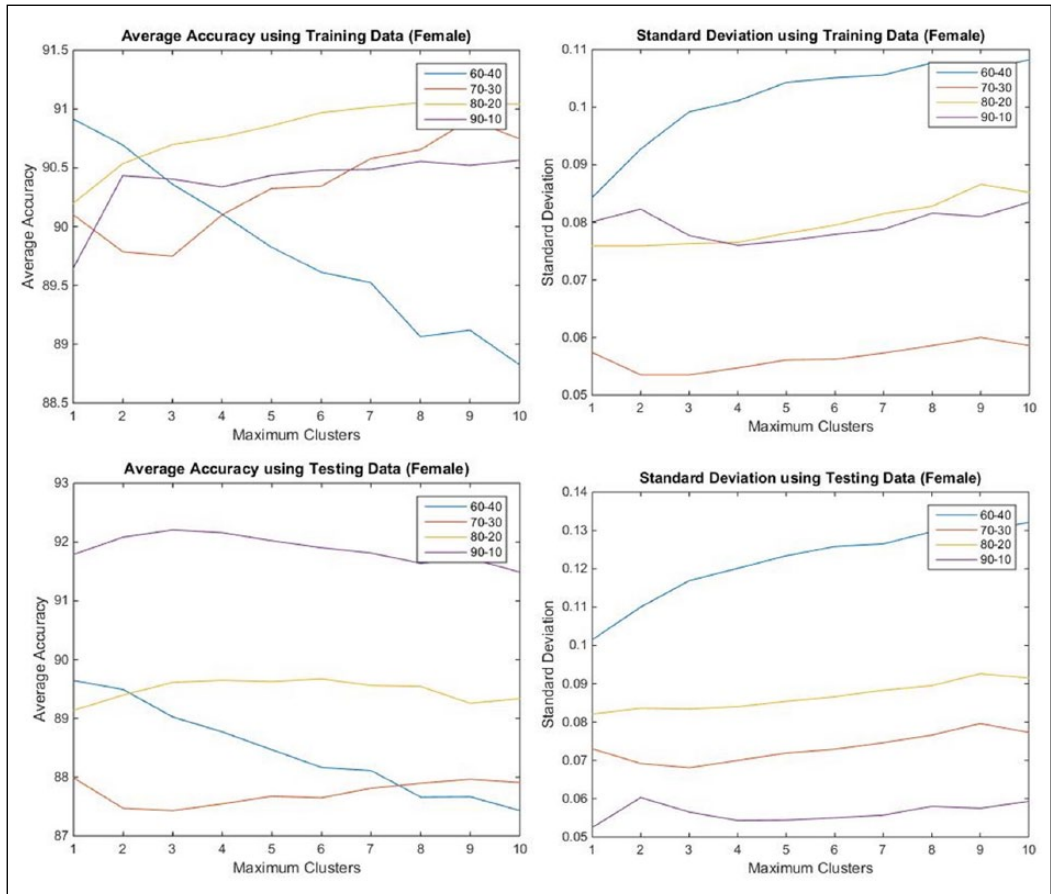 Average Accuracy using Training Data (Female)
91.5
91
90.5
90
89.5
89
88.5
Average Accuracy
60-40
70-30
80-20
90-10
1 2 3 4 5 6 7 8 9 10
Maximum Clusters
Standard Deviation using Training Data (Female)
0.11
0.1
0.09
0.08
0.07
0.06
0.05
Standard Deviation
60-40
70-30
80-20
90-10
1 2 3 4 5 6 7 8 9 10
Maximum Clusters
Average Accuracy using Testing Data (Female)
93
92
91
90
89
88
87
Average Accuracy
60-40
70-30
80-20
90-10
1 2 3 4 5 6 7 8 9 10
Maximum Clusters
Standard Deviation using Testing Data (Female)
0.14
0.13
0.12
0.11
0.1
0.09
0.08
0.07
0.06
0.05
Standard Deviation
60-40
70-30
80-20
90-10
1 2 3 4 5 6 7 8 9 10
Maximum Clusters